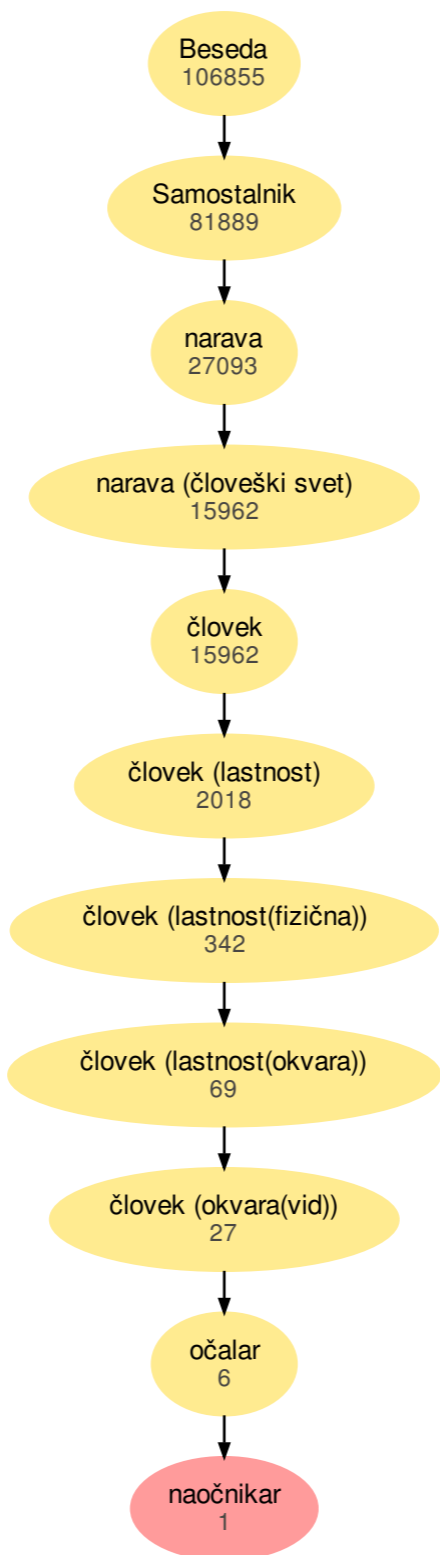 Beseda
106855
Samostalnik
81889
narava
27093
narava (človeški svet)
15962
človek
15962
človek (lastnost)
2018
človek (lastnost(fizična))
342
človek (lastnost(okvara))
69
človek (okvara(vid))
27
očalar
6
naočnikar
1